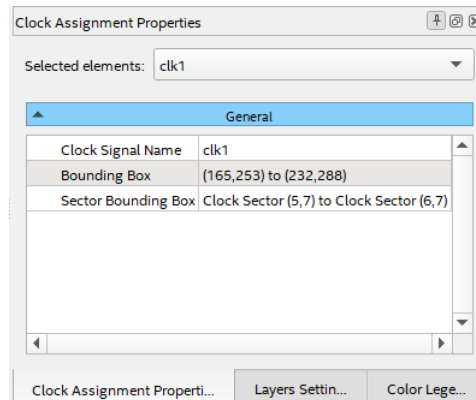 Clock Assignment Properties
Selected elements: clk1
General
Clock Signal Name clk1
Bounding Box (165,253) to (232,288)
Sector Bounding Box Clock Sector (5,7) to Clock Sector (6,7)
Clock Assignment Properti... Layers Settin... Color Lege...